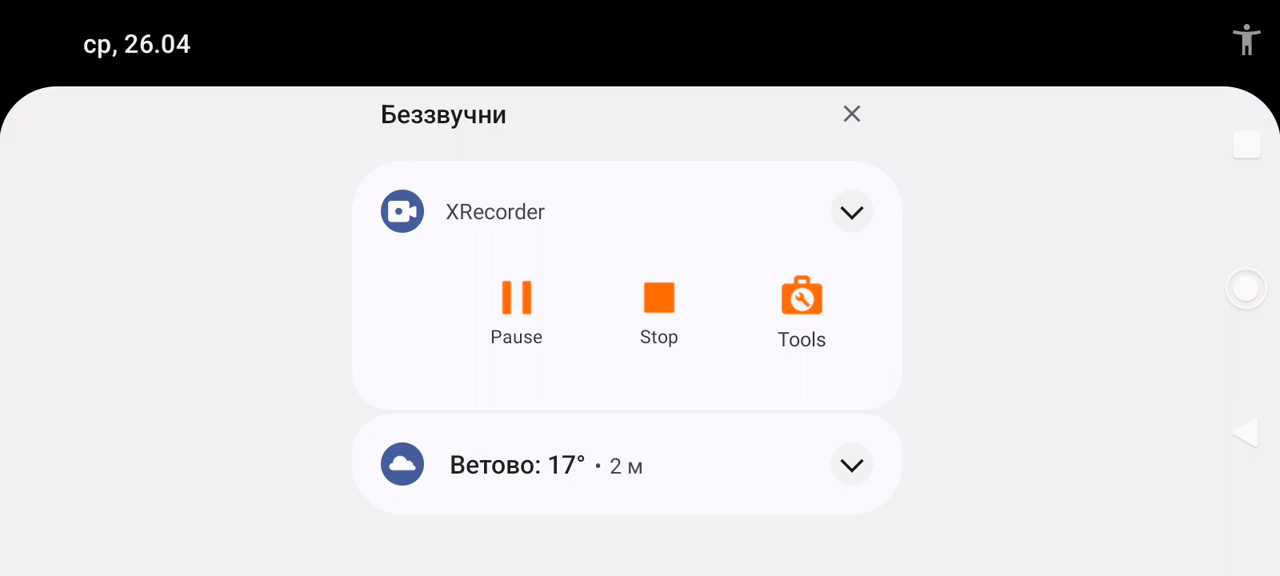 ср, 26.04
Беззвучни
XRecorder
Pause
Stop
Tools
Ветово: 17° • 2 м